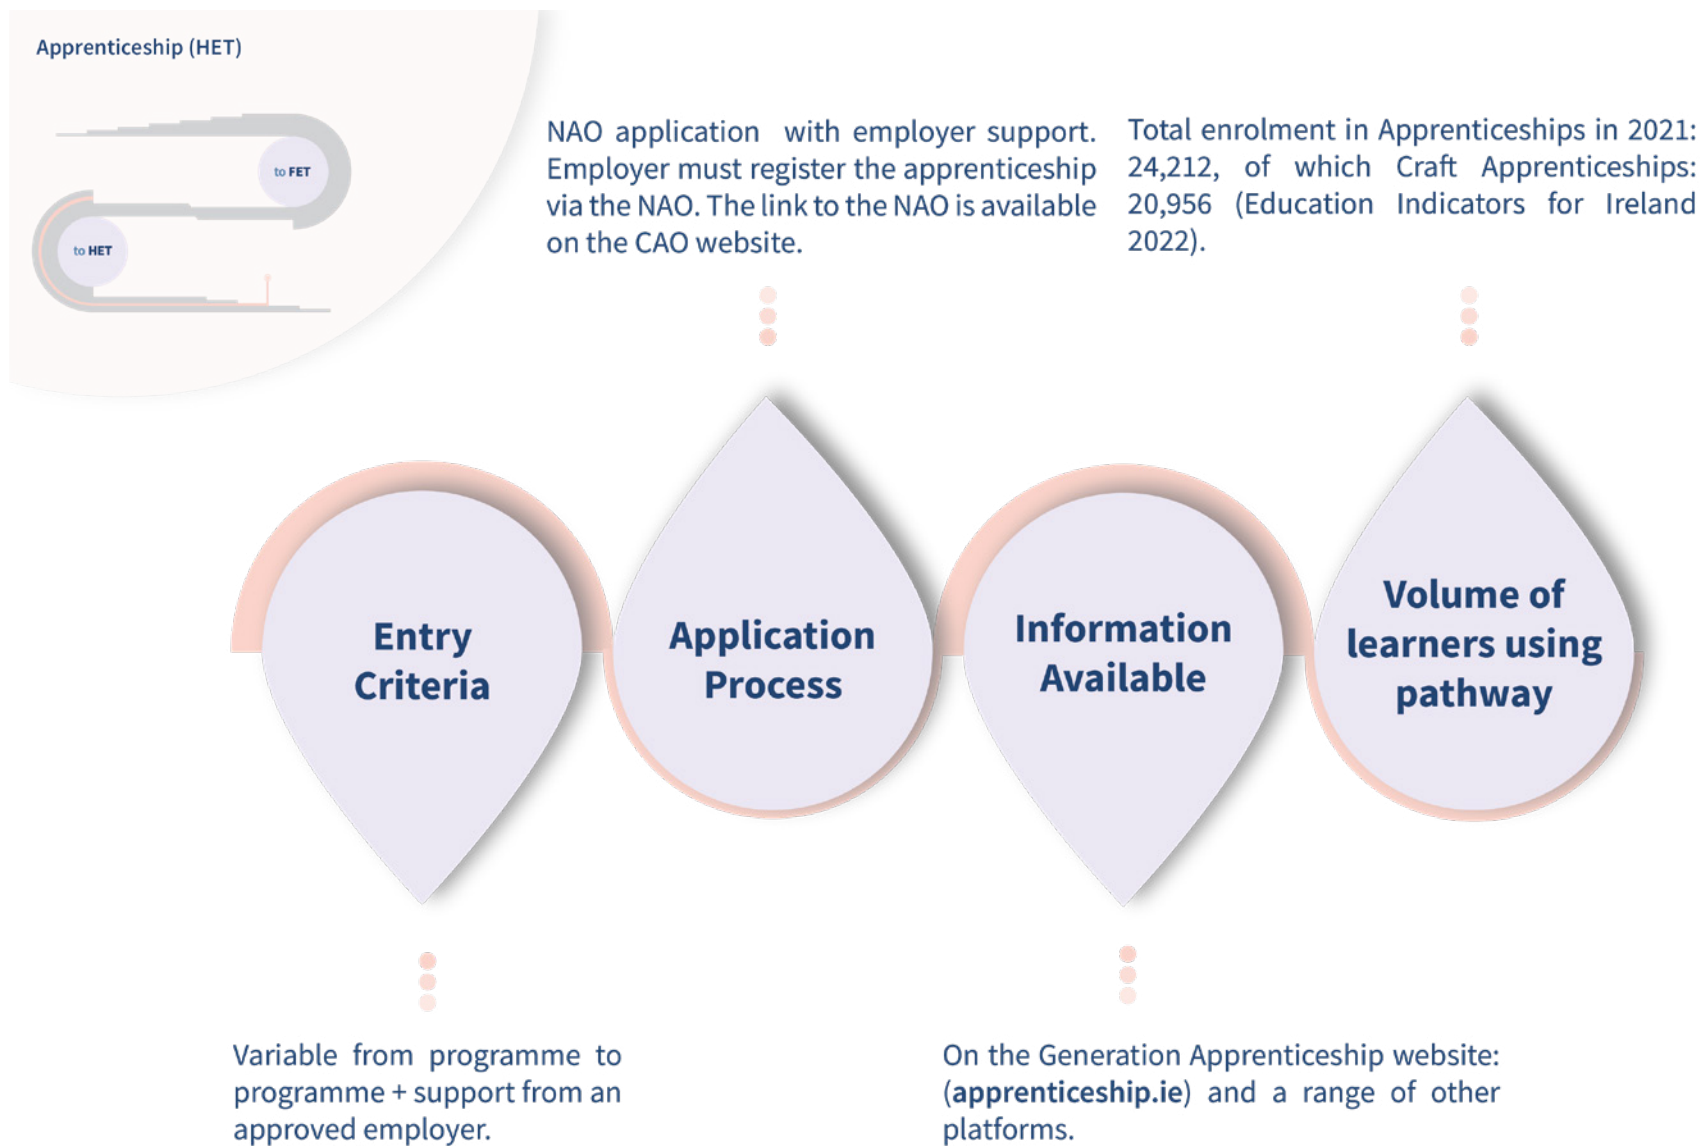 Apprenticeship (HET)
to FET
to HET
NAO application with employer support.
Employer must register the apprenticeship
via the NAO. The link to the NAO is available
on the CAO website.
Total enrolment in Apprenticeships in 2021:
24,212, of which Craft Apprenticeships:
20,956 (Education Indicators for Ireland
2022).
Entry
Criteria
Application
Process
Information
Available
Volume of
learners using
pathway
Variable from programme to
programme + support from an
approved employer.
On the Generation Apprenticeship website:
(apprenticeship.ie) and a range of other
platforms.